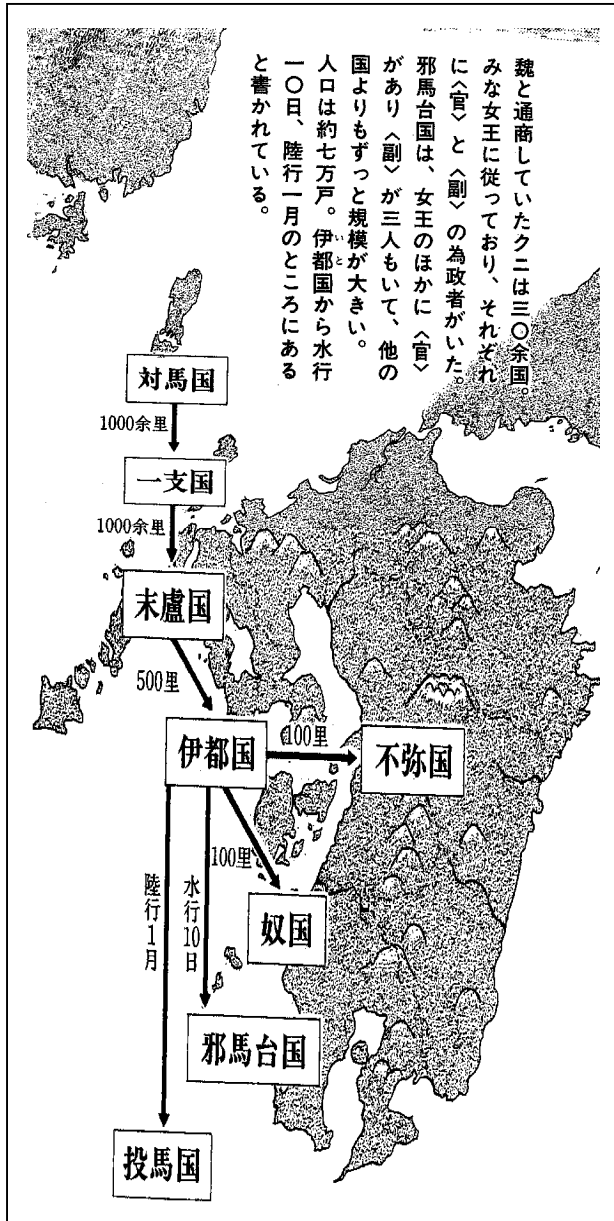 魏と通商していたクニは三〇余国。
みな女王に従っており、それぞれ
に〈官〉と〈副〉の為政者がいた。
邪馬台国は、女王のほかに〈官〉
があり〈副〉が三人もいて、他の
国よりもずっと規模が大きい。
人口は約七万戸。伊都国から水行
いと
一〇日、陸行一月のところにある
と書かれている。
対馬国
1000余里
一支国
1000余里
末盧国
500里
伊都国
100里
不弥国
100里
奴国
水行10日
陸行1月
邪馬台国
投馬国